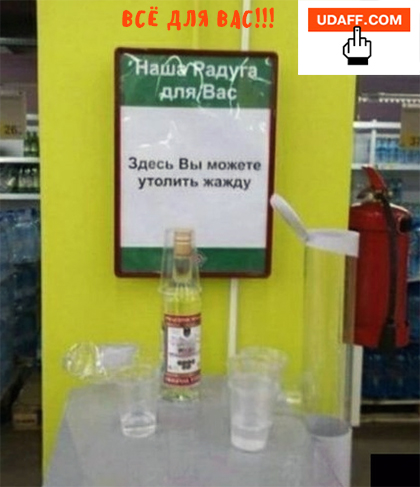 ВСЁ ДЛЯ ВАС!!!
UDAFF.COM
Наша Радуга
для Вас
Здесь Вы можете
утолить жажду